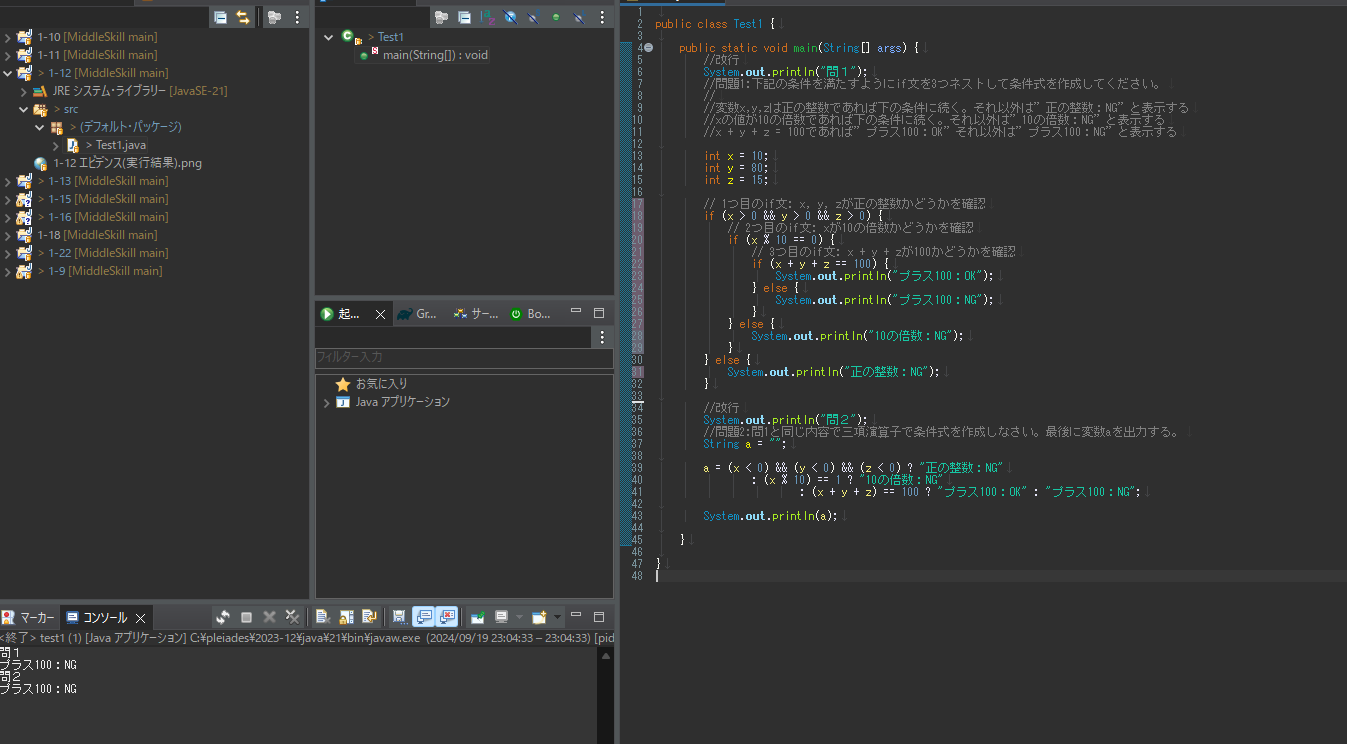 1-10 [MiddleSkill main]
1-11 [MiddleSkill main]
> 1-12 [MiddleSkill main]
JRE システム・ライブラリー [JavaSE-21]
> src
> (デフォルト・パッケージ)
> Test1.java
1-12 エビデンス(実行結果).png
> 1-13 [MiddleSkill main]
> 1-15 [MiddleSkill main]
> 1-16 [MiddleSkill main]
1-18 [MiddleSkill main]
> 1-22 [MiddleSkill main]
> 1-9 [MiddleSkill main]
> Test1
main(String[]) : void
起...
Gr...
サー...
Bo...
フィルター入力
お気に入り
Java アプリケーション
1
2 public class Test1 {
3
4 public static void main(String[] args) {
5 //改行
6 System.out.println("問１");
7 //問題1:下記の条件を満たすようにif文を3つネストして条件式を作成してください。
8 //
9 //変数x,y,zは正の整数であれば下の条件に続く。それ以外は”正の整数：NG”と表示する
10 //xの値が10の倍数であれば下の条件に続く。それ以外は”10の倍数：NG”と表示する
11 //x + y + z = 100であれば”プラス100：OK”それ以外は”プラス100：NG”と表示する
12
13 int x = 10;
14 int y = 80;
15 int z = 15;
16
17 // 1つ目のif文: x, y, zが正の整数かどうかを確認
18 if (x > 0 && y > 0 && z > 0) {
19 // 2つ目のif文: xが10の倍数かどうかを確認
20 if (x % 10 == 0) {
21 // 3つ目のif文: x + y + zが100かどうかを確認
22 if (x + y + z == 100) {
23 System.out.println("プラス100：OK");
24 } else {
25 System.out.println("プラス100：NG");
26 }
27 } else {
28 System.out.println("10の倍数：NG");
29 }
30 } else {
31 System.out.println("正の整数：NG");
32 }
33
34 //改行
35 System.out.println("問２");
36 //問題2:問1と同じ内容で三項演算子で条件式を作成しなさい。最後に変数aを出力する。
37 String a = "";
38
39 a = (x < 0) && (y < 0) && (z < 0) ? "正の整数：NG"
40 : (x % 10) == 1 ? "10の倍数：NG"
41 : (x + y + z) == 100 ? "プラス100：OK" : "プラス100：NG";
42
43 System.out.println(a);
44
45 }
46
47 }
48
マーカー
コンソール
<終了> test1 (1) [Java アプリケーション] C:¥pleiades¥2023-12¥java¥21¥bin¥javaw.exe (2024/09/19 23:04:33 – 23:04:33) [pid
問１
プラス100：NG
問２
プラス100：NG